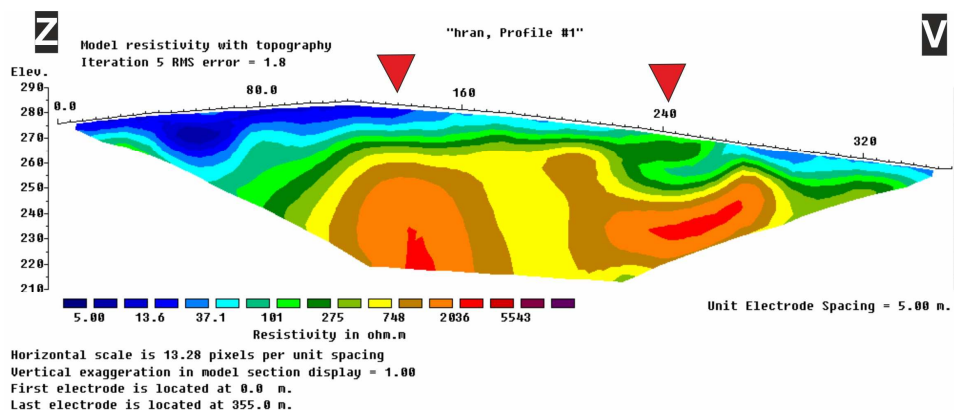 Z
V
Model resistivity with topography
Iteration 5 RMS error = 1.8
"hran, Profile #1"
Elev.
290
280
270
260
250
240
230
220
210
0.0
80.0
160
240
320
5.00 13.6 37.1 101 275 748 2036 5543
Resistivity in ohm.m
Unit Electrode Spacing = 5.00 m.
Horizontal scale is 13.28 pixels per unit spacing
Vertical exaggeration in model section display = 1.00
First electrode is located at 0.0 m.
Last electrode is located at 355.0 m.